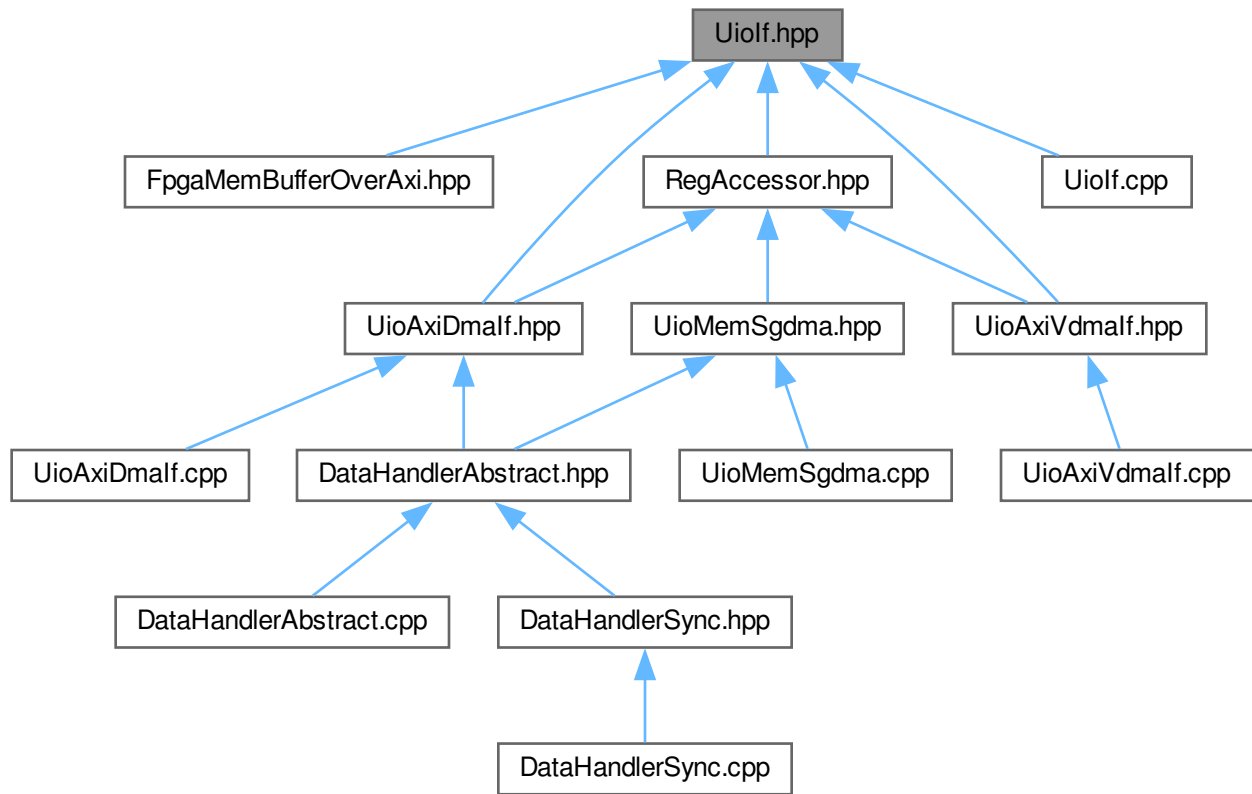 UioIf.hpp
FpgaMemBufferOverAxi.hpp
RegAccessor.hpp
UioIf.cpp
UioAxiDmaIf.hpp
UioMemSgdma.hpp
UioAxiVdmaIf.hpp
UioAxiDmaIf.cpp
DataHandlerAbstract.hpp
UioMemSgdma.cpp
UioAxiVdmaIf.cpp
DataHandlerAbstract.cpp
DataHandlerSync.hpp
DataHandlerSync.cpp